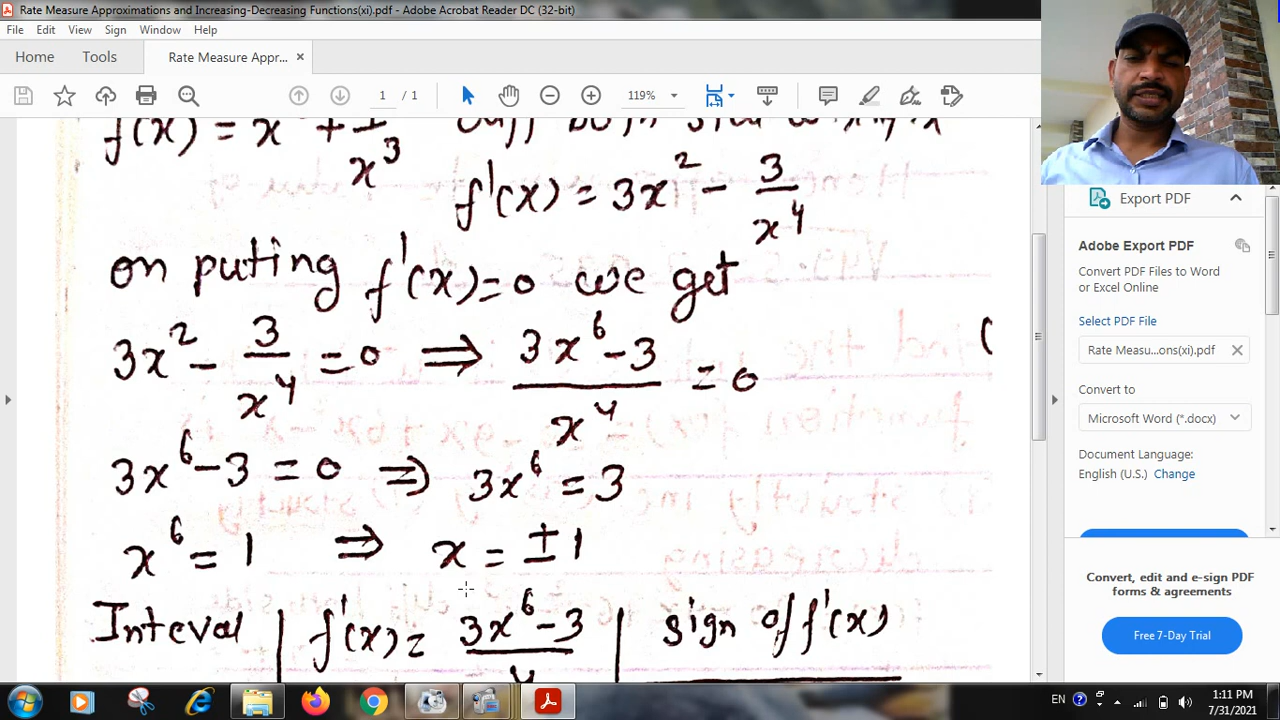 Rate Measure Approximations and Increasing-Decreasing Functions(xi).pdf - Adobe Acrobat Reader DC (32-bit)
File Edit View Sign Window Help
Home Tools Rate Measure Appr... ×
1 / 1 119%
f(x) = x + 1/x³
f'(x) = 3x² - 3/x⁴
on puting f'(x)=0 we get
3x² - 3/x⁴ = 0 ⇒ (3x⁶-3)/x⁴ = 0
3x⁶-3 = 0 ⇒ 3x⁶ = 3
x⁶ = 1 ⇒ x = ±1
Inteval | f'(x) = 3x⁶-3 | sign of f'(x)
Export PDF
Adobe Export PDF
Convert PDF Files to Word
or Excel Online
Select PDF File
Rate Measu...ons(xi).pdf ×
Convert to
Microsoft Word (*.docx)
Document Language:
English (U.S.) Change
Convert, edit and e-sign PDF
forms & agreements
Free 7-Day Trial
EN 1:11 PM
7/31/2021